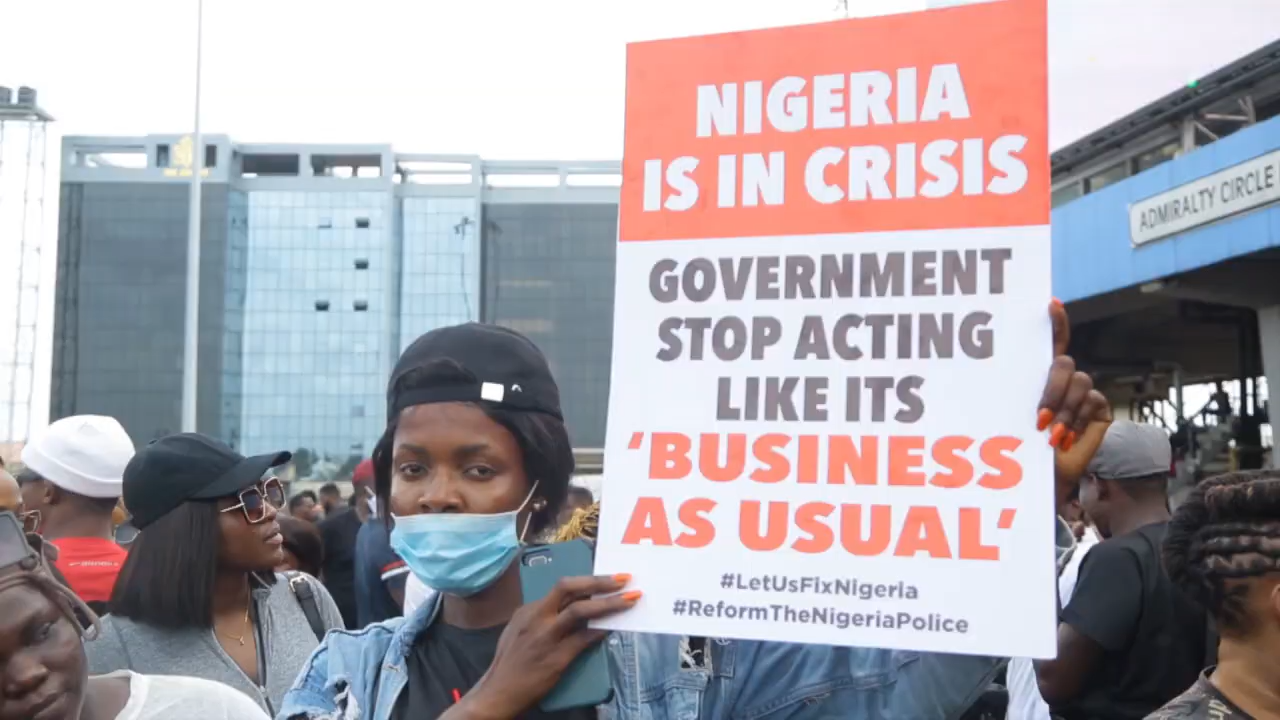 NIGERIA
IS IN CRISIS
GOVERNMENT
STOP ACTING
LIKE ITS
'BUSINESS
AS USUAL'
#LetUsFixNigeria
#ReformTheNigeriaPolice
ADMIRALTY CIRCLE